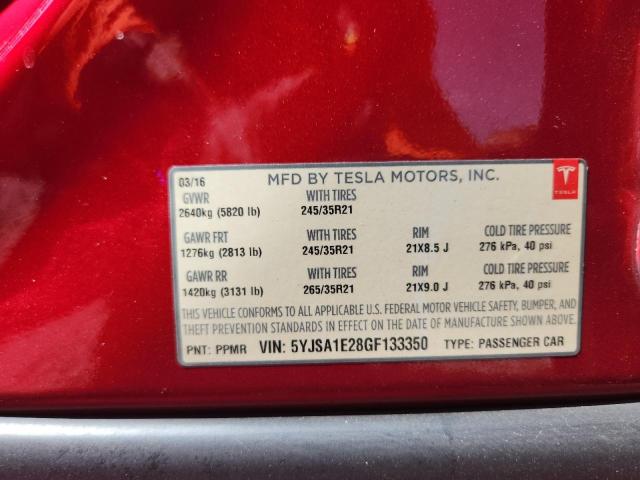 03/16 MFD BY TESLA MOTORS, INC.
GVWR WITH TIRES
2640kg (5820 lb) 245/35R21
GAWR FRT WITH TIRES RIM COLD TIRE PRESSURE
1276kg (2813 lb) 245/35R21 21X8.5 J 276 kPa, 40 psi
GAWR RR WITH TIRES RIM COLD TIRE PRESSURE
1420kg (3131 lb) 265/35R21 21X9.0 J 276 kPa, 40 psi
THIS VEHICLE CONFORMS TO ALL APPLICABLE U.S. FEDERAL MOTOR VEHICLE SAFETY, BUMPER, AND
THEFT PREVENTION STANDARDS IN EFFECT ON THE DATE OF MANUFACTURE SHOWN ABOVE.
PNT: PPMR VIN: 5YJSA1E28GF133350 TYPE: PASSENGER CAR
TESLA